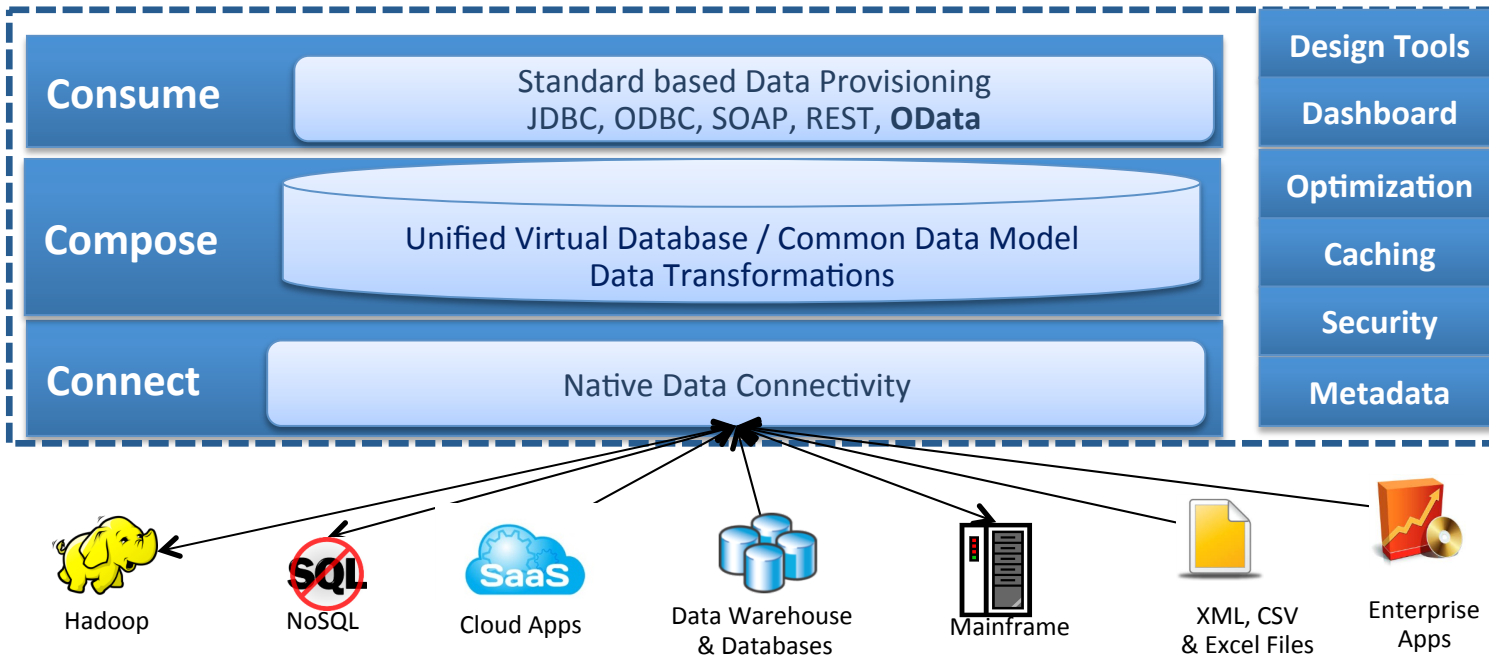 Consume
Standard based Data Provisioning
JDBC, ODBC, SOAP, REST, OData
Compose
Unified Virtual Database / Common Data Model
Data Transformations
Connect
Native Data Connectivity
Design Tools
Dashboard
Optimization
Caching
Security
Metadata
Hadoop
SQL
NoSQL
SaaS
Cloud Apps
Data Warehouse
& Databases
Mainframe
XML, CSV
& Excel Files
Enterprise
Apps